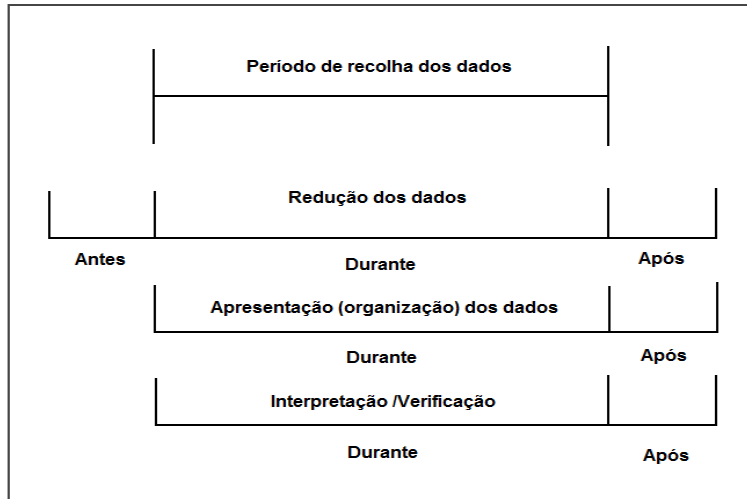 Período de recolha dos dados
Redução dos dados
Antes
Durante
Após
Apresentação (organização) dos dados
Durante
Após
Interpretação /Verificação
Durante
Após